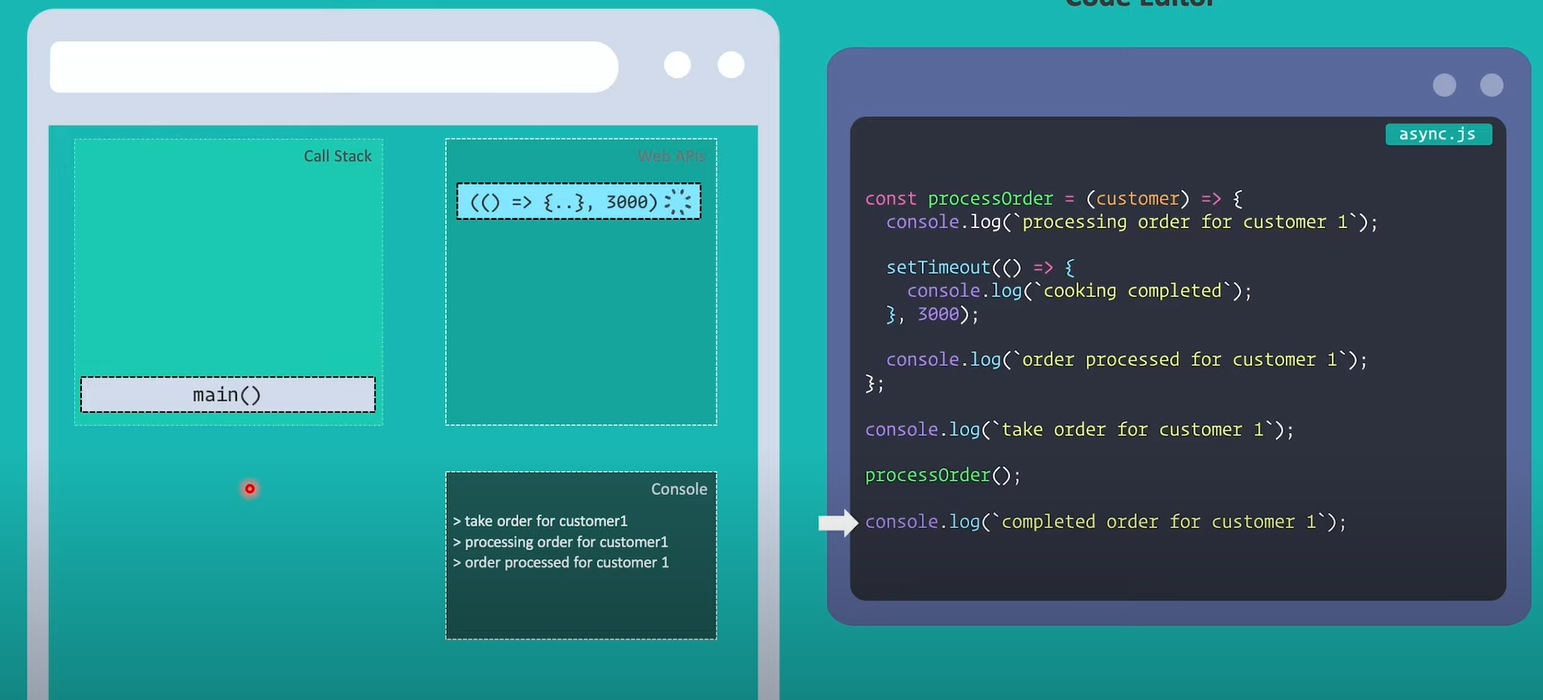 Code Editor
Call Stack
Web APIs
(() => {..}, 3000)
main()
Console
> take order for customer1
> processing order for customer1
> order processed for customer 1
async.js
const processOrder = (customer) => {
  console.log(`processing order for customer 1`);
  setTimeout(() => {
    console.log(`cooking completed`);
  }, 3000);
  console.log(`order processed for customer 1`);
};
console.log(`take order for customer 1`);
processOrder();
console.log(`completed order for customer 1`);